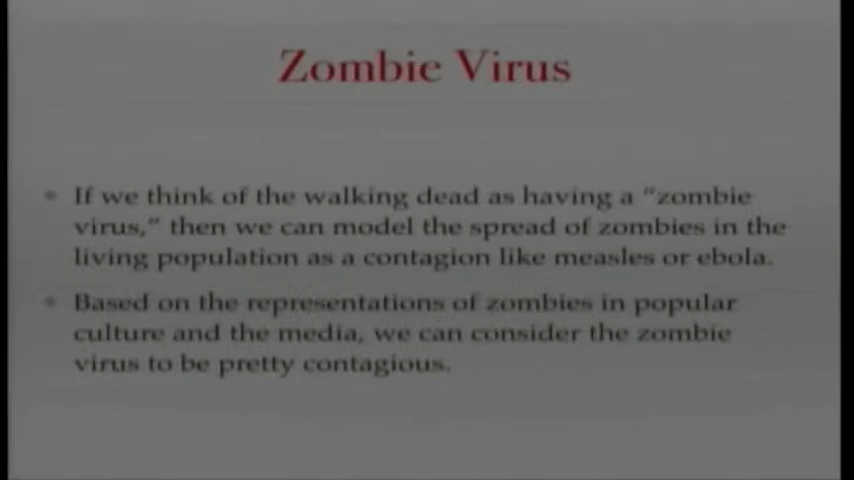 Zombie Virus
• If we think of the walking dead as having a “zombie
virus,” then we can model the spread of zombies in the
living population as a contagion like measles or ebola.
• Based on the representations of zombies in popular
culture and the media, we can consider the zombie
virus to be pretty contagious.